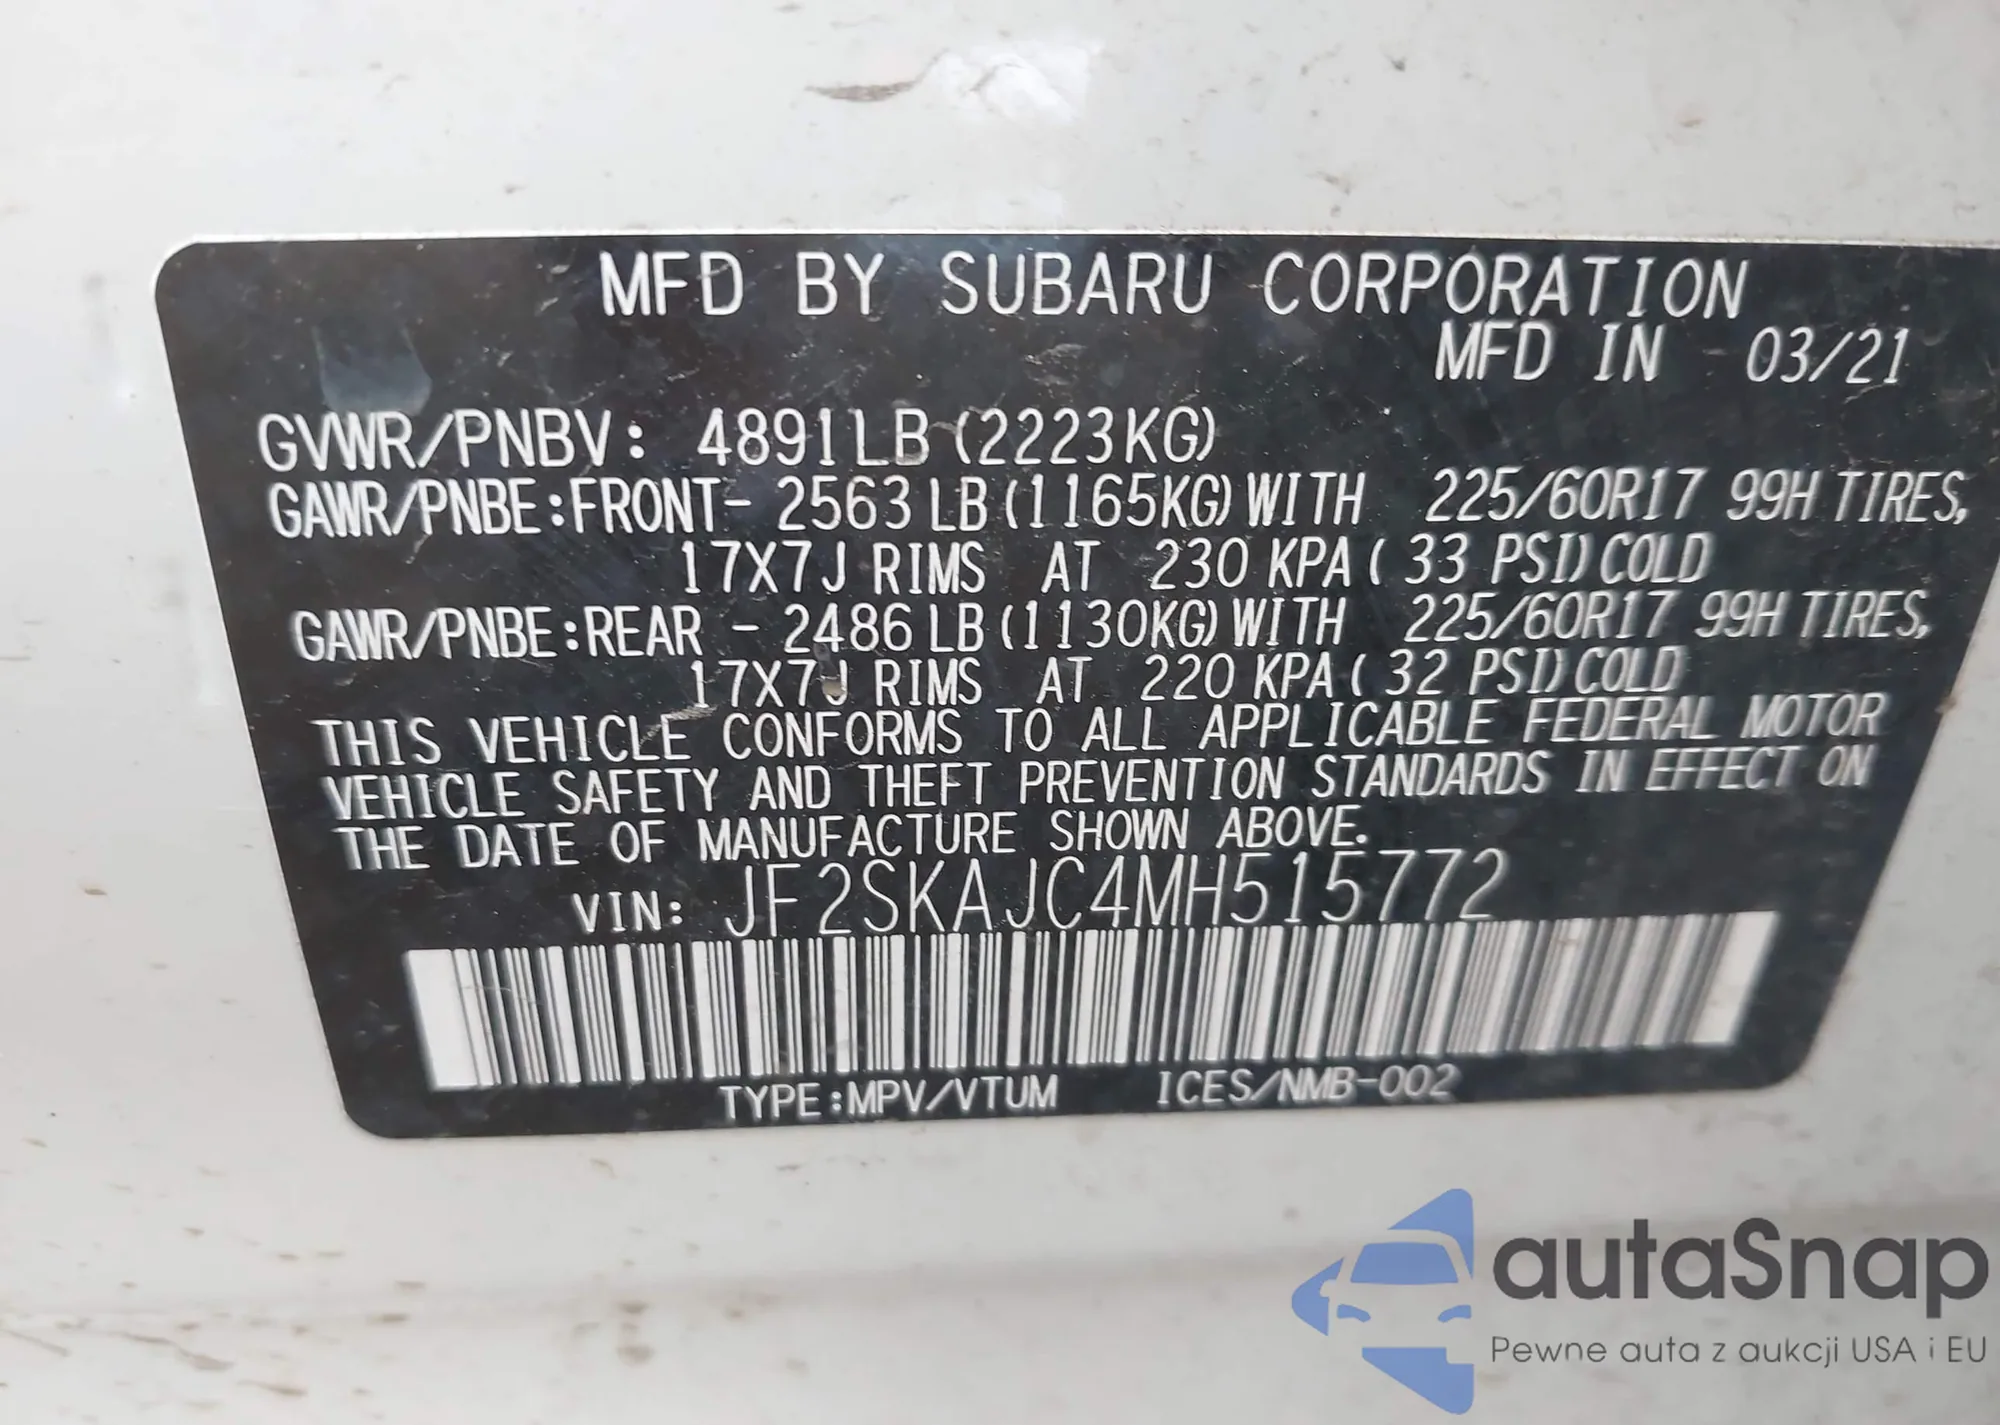 MFD BY SUBARU CORPORATION
MFD IN 03/21
GVWR/PNBV: 4891LB (2223KG)
GAWR/PNBE:FRONT- 2563 LB (1165KG) WITH 225/60R17 99H TIRES,
17X7J RIMS AT 230 KPA ( 33 PSI) COLD
GAWR/PNBE:REAR - 2486 LB (1130KG) WITH 225/60R17 99H TIRES,
17X7J RIMS AT 220 KPA ( 32 PSI) COLD
THIS VEHICLE CONFORMS TO ALL APPLICABLE FEDERAL MOTOR
VEHICLE SAFETY AND THEFT PREVENTION STANDARDS IN EFFECT ON
THE DATE OF MANUFACTURE SHOWN ABOVE.
VIN: JF2SKAJC4MH515772
TYPE:MPV/VTUM ICES/NMB-002
autaSnap
Pewne auta z aukcji USA i EU